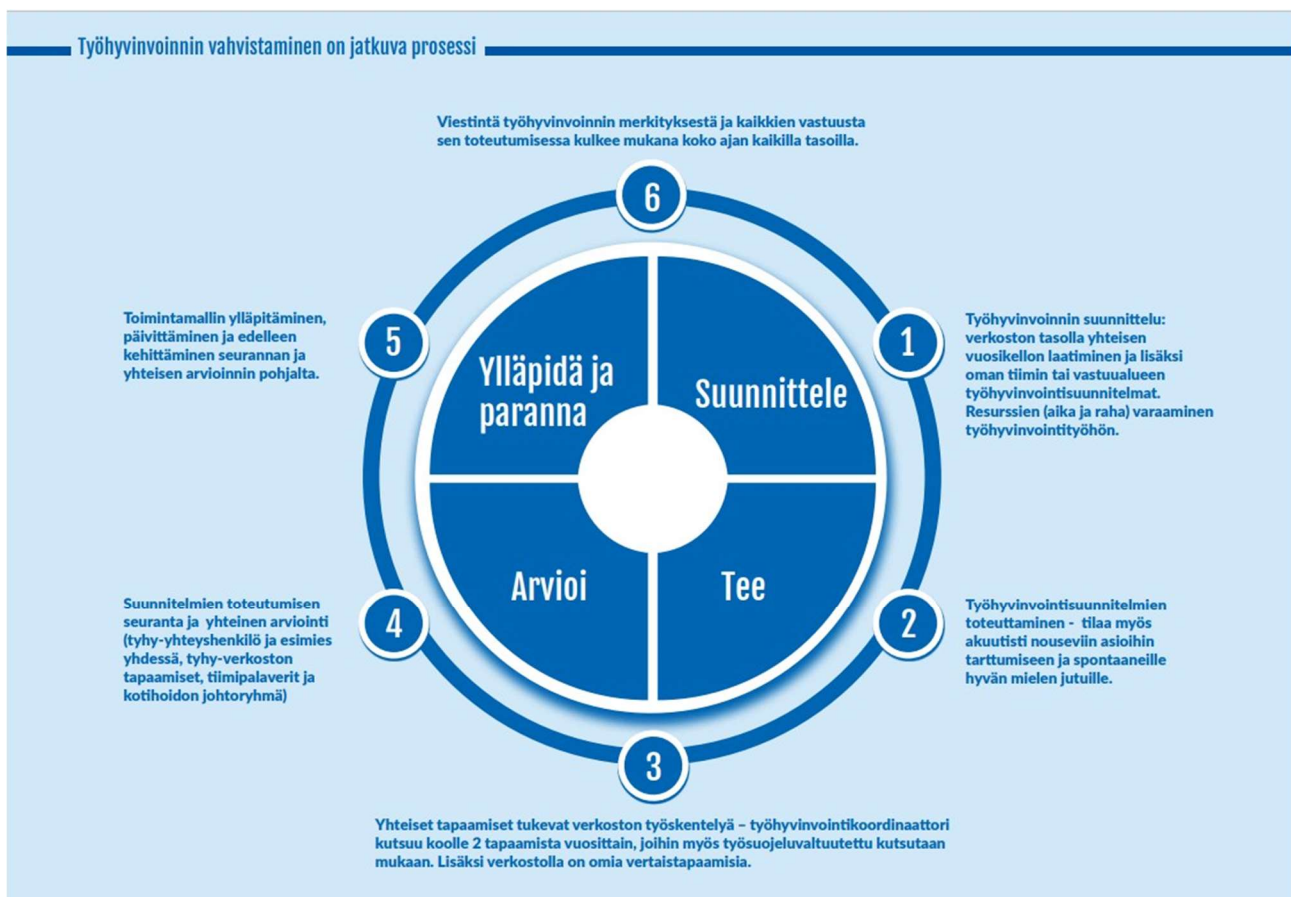 Työhyvinvoinnin vahvistaminen on jatkuva prosessi
Viestintä työhyvinvoinnin merkityksestä ja kaikkien vastuusta
sen toteutumisessa kulkee mukana koko ajan kaikilla tasoilla.
6
Toimintamallin ylläpitäminen,
päivittäminen ja edelleen
kehittäminen seurannan ja
yhteisen arvioinnin pohjalta.
5
Ylläpidä ja
paranna
Suunnittele
1
Työhyvinvoinnin suunnittelu:
verkoston tasolla yhteisen
vuosikellon laatiminen ja lisäksi
oman tiimin tai vastuualueen
työhyvinvointisuunnitelmat.
Resurssien (aika ja raha) varaaminen
työhyvinvointityöhön.
Suunnitelmien toteutumisen
seuranta ja yhteinen arviointi
(tyhy-yhteyshenkilö ja esimies
yhdessä, tyhy-verkoston
tapaamiset, tiimipalaverit ja
kotihoidon johtoryhmä)
4
Arvioi
Tee
2
Työhyvinvointisuunnitelmien
toteuttaminen - tilaa myös
akuutisti nouseviin asioihin
tarttumiseen ja spontaaneille
hyvän mielen jutuille.
3
Yhteiset tapaamiset tukevat verkoston työskentelyä – työhyvinvointikoordinaattori
kutsuu koolle 2 tapaamista vuosittain, joihin myös työsuojeluvaltuutettu kutsutaan
mukaan. Lisäksi verkostolla on omia vertaistapaamisia.